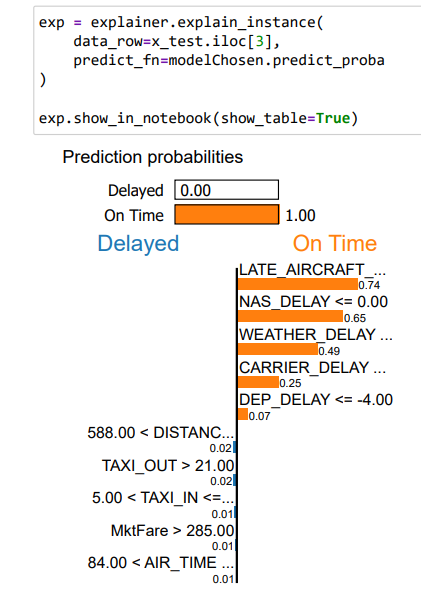 exp = explainer.explain_instance(
    data_row=x_test.iloc[3],
    predict_fn=modelChosen.predict_proba
)
exp.show_in_notebook(show_table=True)
Prediction probabilities
Delayed 0.00
On Time 1.00
Delayed On Time
LATE_AIRCRAFT_...
0.74
NAS_DELAY <= 0.00
0.65
WEATHER_DELAY ...
0.49
CARRIER_DELAY ...
0.25
DEP_DELAY <= -4.00
0.07
588.00 < DISTANC...
0.02
TAXI_OUT > 21.00
0.02
5.00 < TAXI_IN <=...
0.01
MktFare > 285.00
0.01
84.00 < AIR_TIME ...
0.01